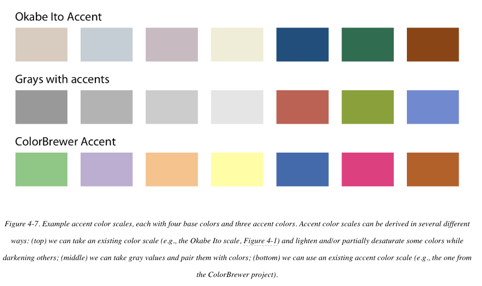 Okabe Ito Accent
Grays with accents
ColorBrewer Accent
Figure 4-7. Example accent color scales, each with four base colors and three accent colors. Accent color scales can be derived in several different
ways: (top) we can take an existing color scale (e.g., the Okabe Ito scale, Figure 4-1) and lighten and/or partially desaturate some colors while
darkening others; (middle) we can take gray values and pair them with colors; (bottom) we can use an existing accent color scale (e.g., the one from
the ColorBrewer project).